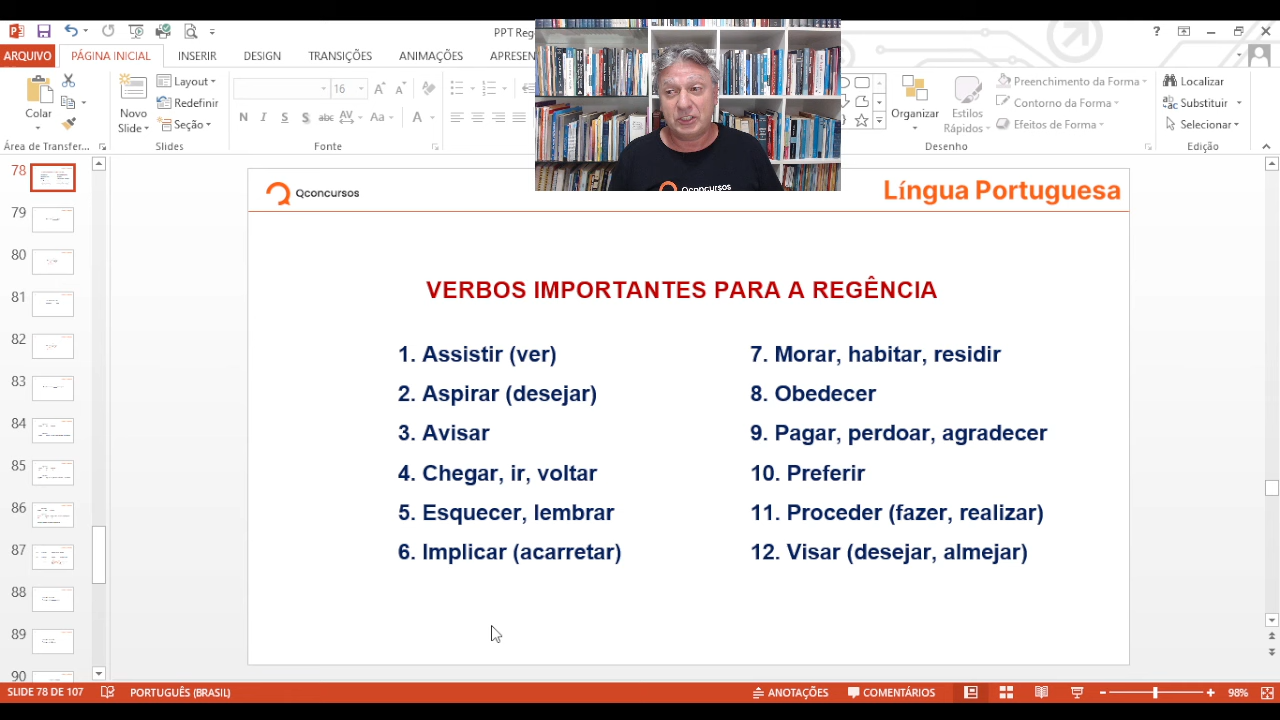 PPT Reg
ARQUIVO PÁGINA INICIAL INSERIR DESIGN TRANSIÇÕES ANIMAÇÕES APRESEN
Colar
Novo
Slide
Layout
Redefinir
Seção
16
N I S S abc AV Aa A
Organizar
Estilos
Rápidos
Preenchimento da Forma
Contorno da Forma
Efeitos de Forma
Localizar
Substituir
Selecionar
Área de Transfer... Slides Fonte Desenho Edição
Qconcursos
Qconcursos
Língua Portuguesa
VERBOS IMPORTANTES PARA A REGÊNCIA
1. Assistir (ver)
2. Aspirar (desejar)
3. Avisar
4. Chegar, ir, voltar
5. Esquecer, lembrar
6. Implicar (acarretar)
7. Morar, habitar, residir
8. Obedecer
9. Pagar, perdoar, agradecer
10. Preferir
11. Proceder (fazer, realizar)
12. Visar (desejar, almejar)
78
79
80
81
82
83
84
85
86
87
88
89
90
SLIDE 78 DE 107 PORTUGUÊS (BRASIL) ANOTAÇÕES COMENTÁRIOS 98%